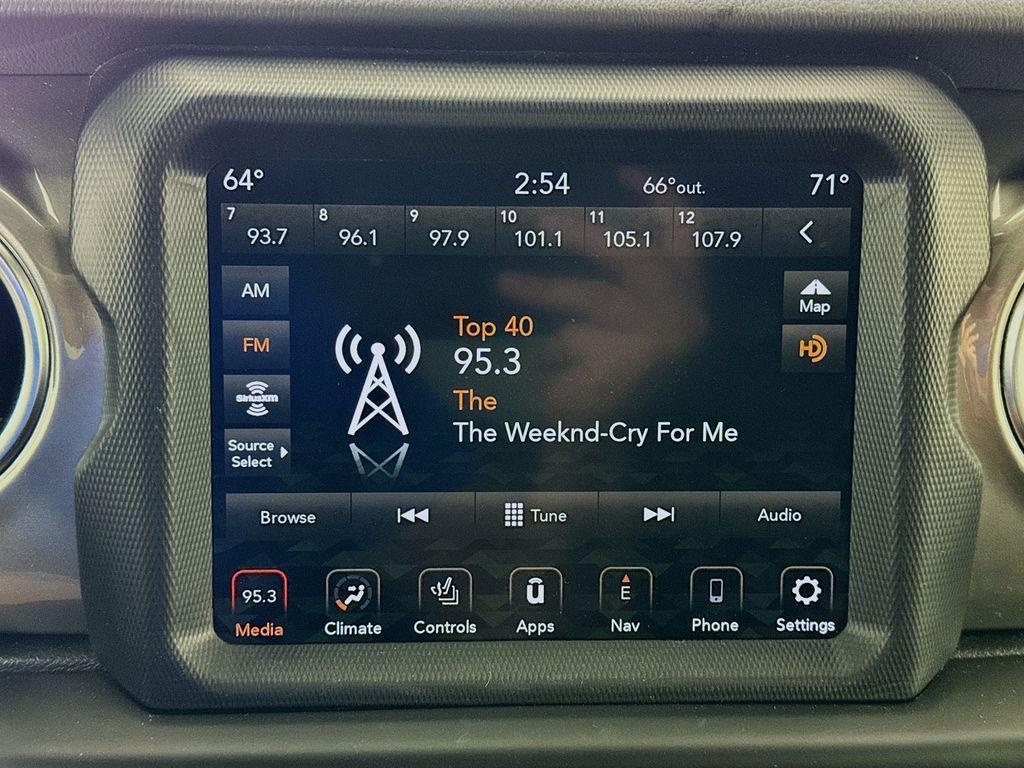 64° 2:54 66°out. 71°
7 8 9 10 11 12
93.7 96.1 97.9 101.1 105.1 107.9
AM
FM
SiriusXM
Source
Select
Top 40
95.3
The
The Weeknd-Cry For Me
Map
HD
Browse Tune Audio
95.3 E
Media Climate Controls Apps Nav Phone Settings